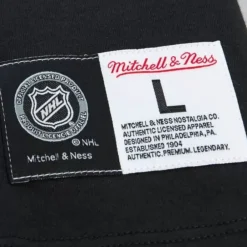 Mitchell & Ness
NHL
© NHL
Mitchell & Ness
L
MITCHELL & NESS NOSTALGIA CO.
AUTHENTIC LICENSED APPAREL
DESIGNED IN PHILADELPHIA, PA
ESTABLISHED 1904
AUTHENTIC. PREMIUM. LEGENDARY.